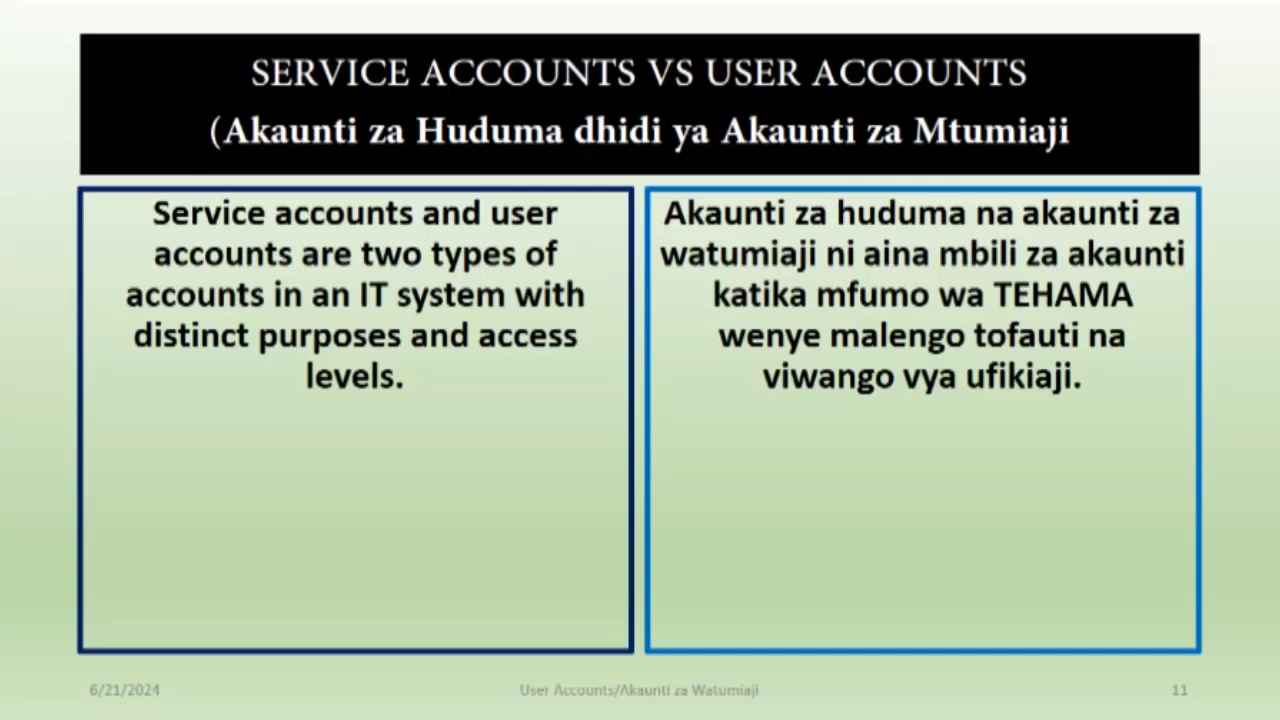 SERVICE ACCOUNTS VS USER ACCOUNTS
(Akaunti za Huduma dhidi ya Akaunti za Mtumiaji
Service accounts and user
accounts are two types of
accounts in an IT system with
distinct purposes and access
levels.
Akaunti za huduma na akaunti za
watumiaji ni aina mbili za akaunti
katika mfumo wa TEHAMA
wenye malengo tofauti na
viwango vya ufikiaji.
6/21/2024
User Accounts/Akaunti za Watumiaji
11